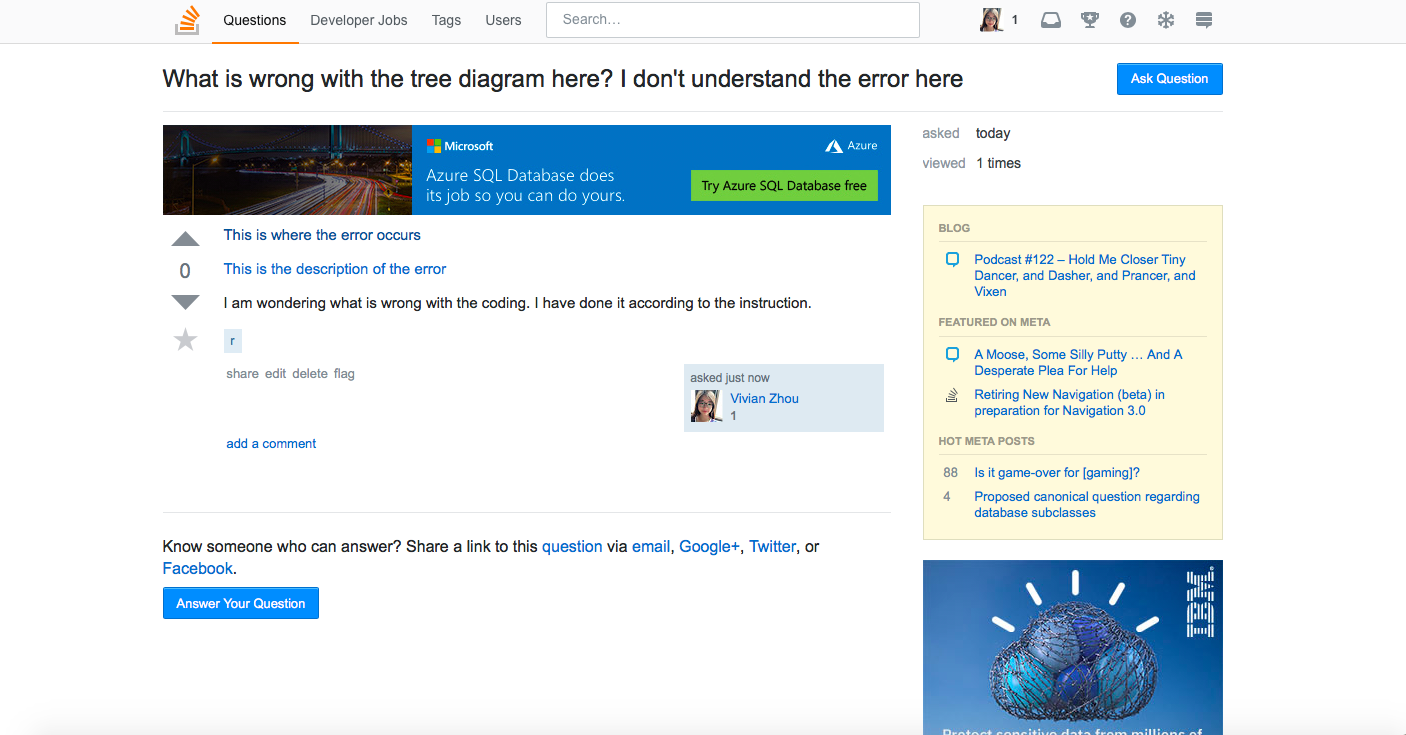 Questions Developer Jobs Tags Users Search... 1
What is wrong with the tree diagram here? I don't understand the error here
Ask Question
Microsoft
Azure
Azure SQL Database does
its job so you can do yours.
Try Azure SQL Database free
This is where the error occurs
0
This is the description of the error
I am wondering what is wrong with the coding. I have done it according to the instruction.
r
share edit delete flag
asked just now
Vivian Zhou
1
add a comment
Know someone who can answer? Share a link to this question via email, Google+, Twitter, or
Facebook.
Answer Your Question
asked today
viewed 1 times
BLOG
Podcast #122 – Hold Me Closer Tiny
Dancer, and Dasher, and Prancer, and
Vixen
FEATURED ON META
A Moose, Some Silly Putty … And A
Desperate Plea For Help
Retiring New Navigation (beta) in
preparation for Navigation 3.0
HOT META POSTS
88 Is it game-over for [gaming]?
4 Proposed canonical question regarding
database subclasses
IBM
Protect sensitive data from millions of